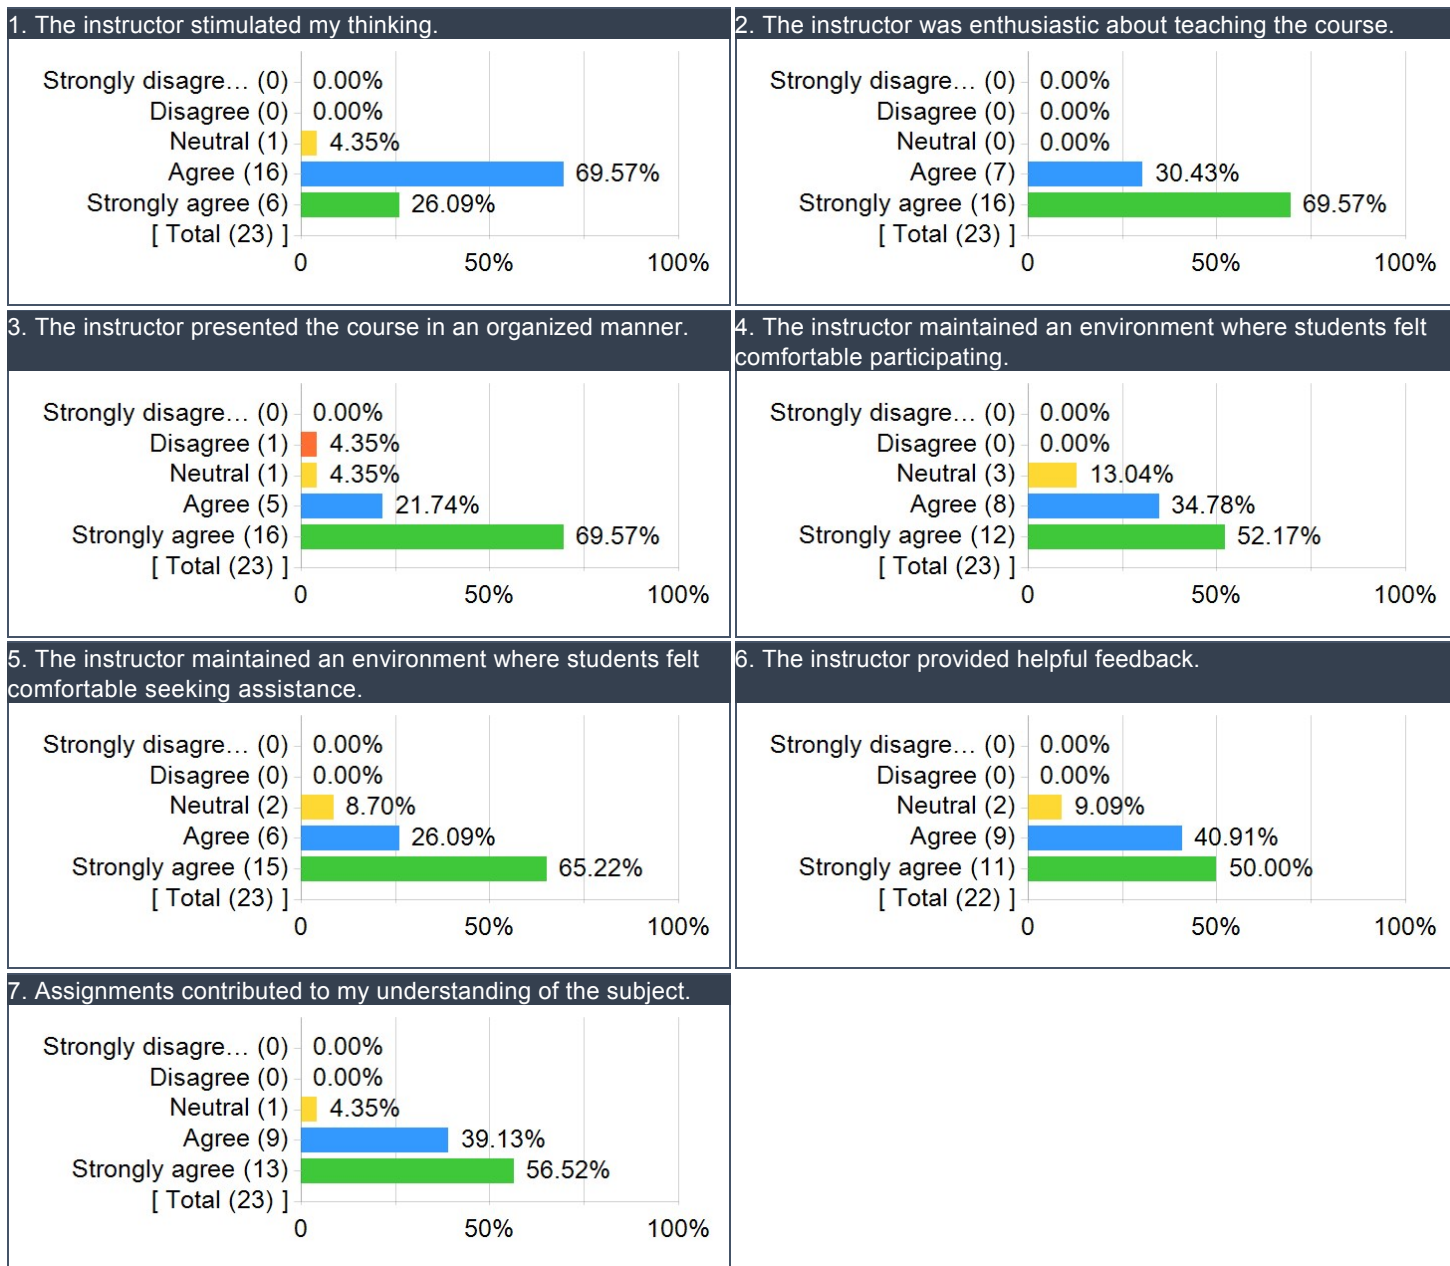 1. The instructor stimulated my thinking.
Strongly disagre... (0) 0.00%
Disagree (0) 0.00%
Neutral (1) 4.35%
Agree (16) 69.57%
Strongly agree (6) 26.09%
[ Total (23) ]
0 50% 100%
2. The instructor was enthusiastic about teaching the course.
Strongly disagre... (0) 0.00%
Disagree (0) 0.00%
Neutral (0) 0.00%
Agree (7) 30.43%
Strongly agree (16) 69.57%
[ Total (23) ]
0 50% 100%
3. The instructor presented the course in an organized manner.
Strongly disagre... (0) 0.00%
Disagree (1) 4.35%
Neutral (1) 4.35%
Agree (5) 21.74%
Strongly agree (16) 69.57%
[ Total (23) ]
0 50% 100%
4. The instructor maintained an environment where students felt
comfortable participating.
Strongly disagre... (0) 0.00%
Disagree (0) 0.00%
Neutral (3) 13.04%
Agree (8) 34.78%
Strongly agree (12) 52.17%
[ Total (23) ]
0 50% 100%
5. The instructor maintained an environment where students felt
comfortable seeking assistance.
Strongly disagre... (0) 0.00%
Disagree (0) 0.00%
Neutral (2) 8.70%
Agree (6) 26.09%
Strongly agree (15) 65.22%
[ Total (23) ]
0 50% 100%
6. The instructor provided helpful feedback.
Strongly disagre... (0) 0.00%
Disagree (0) 0.00%
Neutral (2) 9.09%
Agree (9) 40.91%
Strongly agree (11) 50.00%
[ Total (22) ]
0 50% 100%
7. Assignments contributed to my understanding of the subject.
Strongly disagre... (0) 0.00%
Disagree (0) 0.00%
Neutral (1) 4.35%
Agree (9) 39.13%
Strongly agree (13) 56.52%
[ Total (23) ]
0 50% 100%